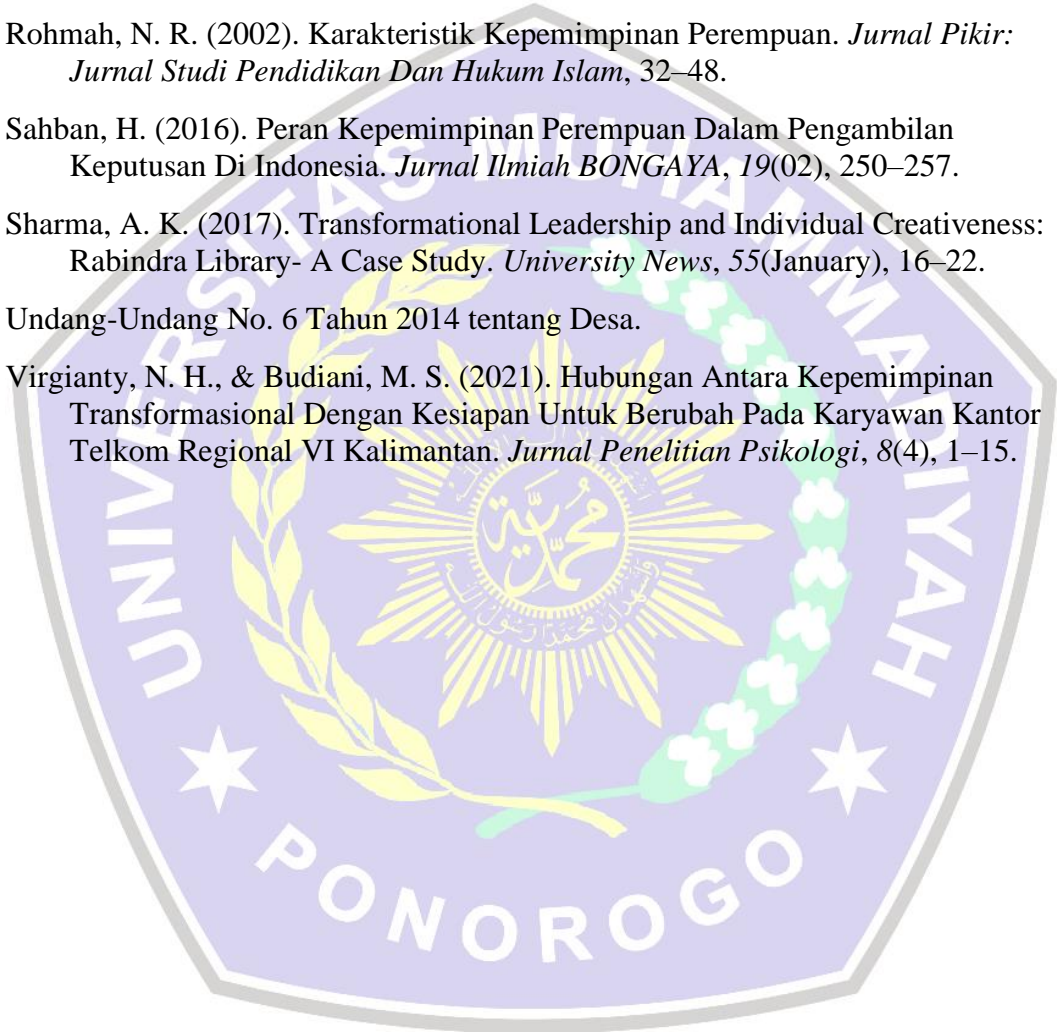 Rohmah, N. R. (2002). Karakteristik Kepemimpinan Perempuan. Jurnal Pikir:
Jurnal Studi Pendidikan Dan Hukum Islam, 32–48.
Sahban, H. (2016). Peran Kepemimpinan Perempuan Dalam Pengambilan
Keputusan Di Indonesia. Jurnal Ilmiah BONGAYA, 19(02), 250–257.
Sharma, A. K. (2017). Transformational Leadership and Individual Creativeness:
Rabindra Library- A Case Study. University News, 55(January), 16–22.
Undang-Undang No. 6 Tahun 2014 tentang Desa.
Virgianty, N. H., & Budiani, M. S. (2021). Hubungan Antara Kepemimpinan
Transformasional Dengan Kesiapan Untuk Berubah Pada Karyawan Kantor
Telkom Regional VI Kalimantan. Jurnal Penelitian Psikologi, 8(4), 1–15.
UNIVERSITAS MUHAMMADIYAH
محمدية
PONOROGO